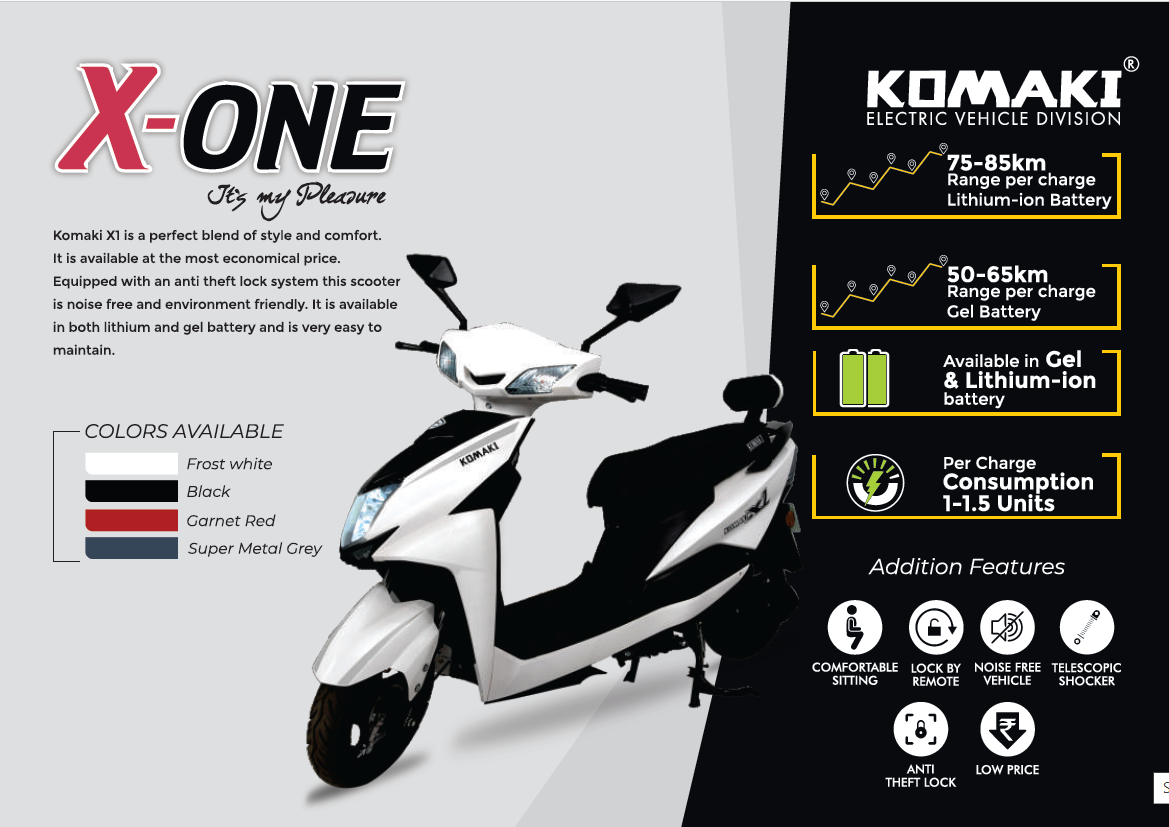 X-ONE
It's my Pleasure
Komaki X1 is a perfect blend of style and comfort.
It is available at the most economical price.
Equipped with an anti theft lock system this scooter
is noise free and environment friendly. It is available
in both lithium and gel battery and is very easy to
maintain.
COLORS AVAILABLE
Frost white
Black
Garnet Red
Super Metal Grey
KOMAKI
KOMAKI X1
KOMAKI
KOMAKI®
ELECTRIC VEHICLE DIVISION
75-85km
Range per charge
Lithium-ion Battery
50-65km
Range per charge
Gel Battery
Available in Gel
& Lithium-ion
battery
Per Charge
Consumption
1-1.5 Units
Addition Features
COMFORTABLE
SITTING
LOCK BY
REMOTE
NOISE FREE
VEHICLE
TELESCOPIC
SHOCKER
ANTI
THEFT LOCK
₹
LOW PRICE
S